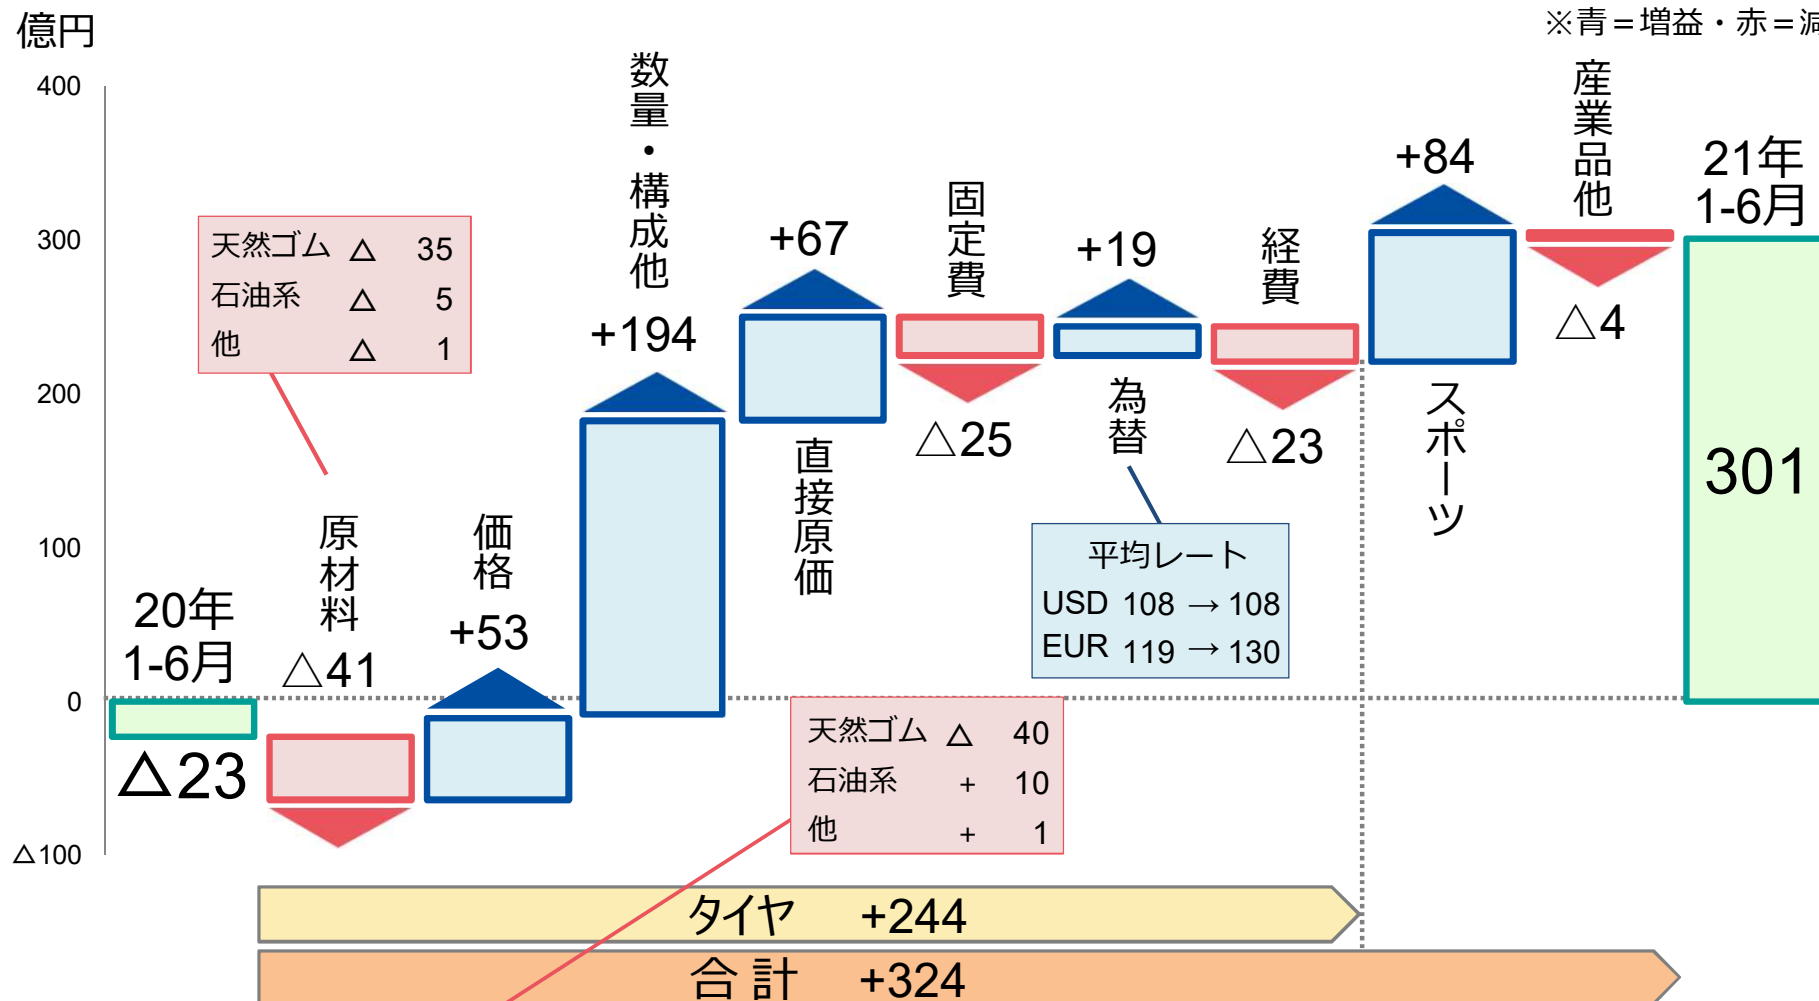 億円
※青＝増益・赤＝減
400
300
200
100
0
△100
20年
1-6月
△23
天然ゴム △ 35
石油系 △ 5
他 △ 1
原材料
△41
価格
+53
数量・構成他
+194
+67
直接原価
固定費
△25
+19
為替
平均レート
USD 108 → 108
EUR 119 → 130
経費
△23
+84
スポーツ
産業品他
△4
21年
1-6月
301
天然ゴム △ 40
石油系 + 10
他 + 1
タイヤ +244
合計 +324